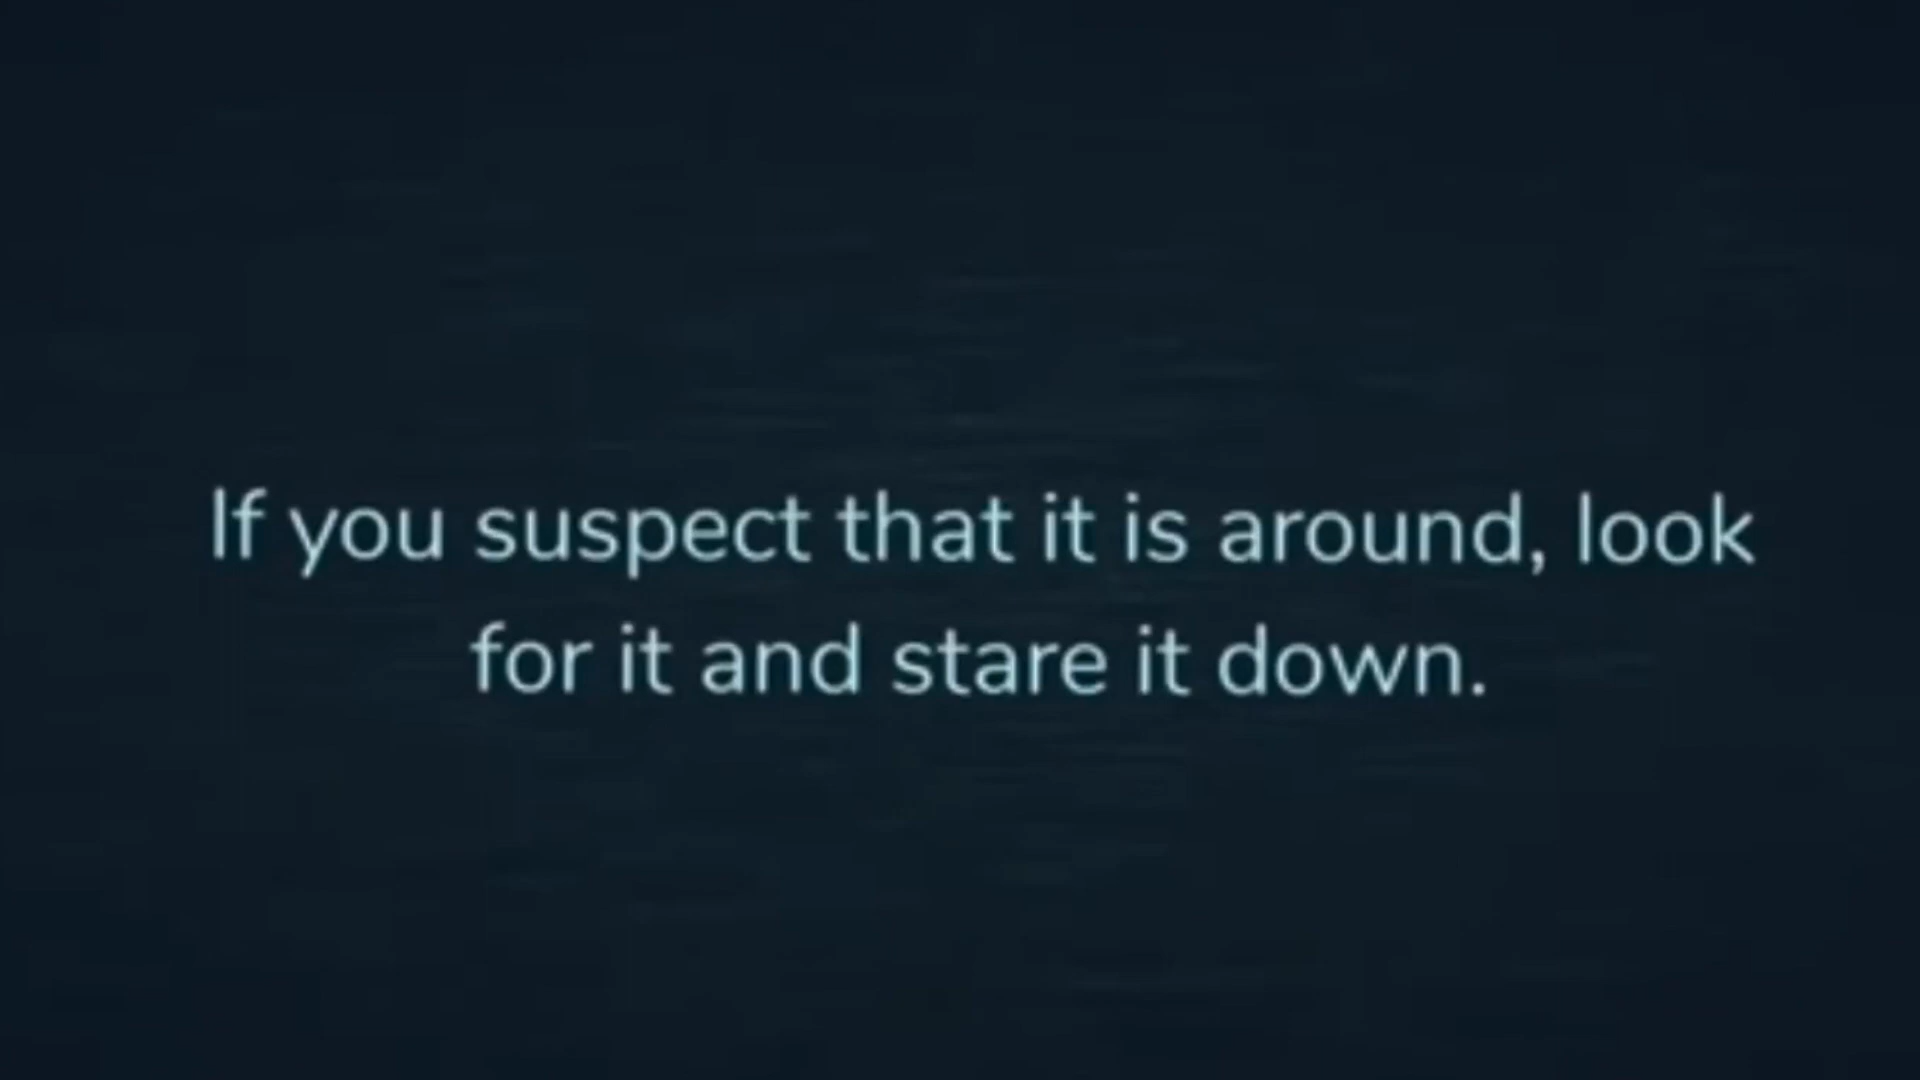 If you suspect that it is around, look
for it and stare it down.